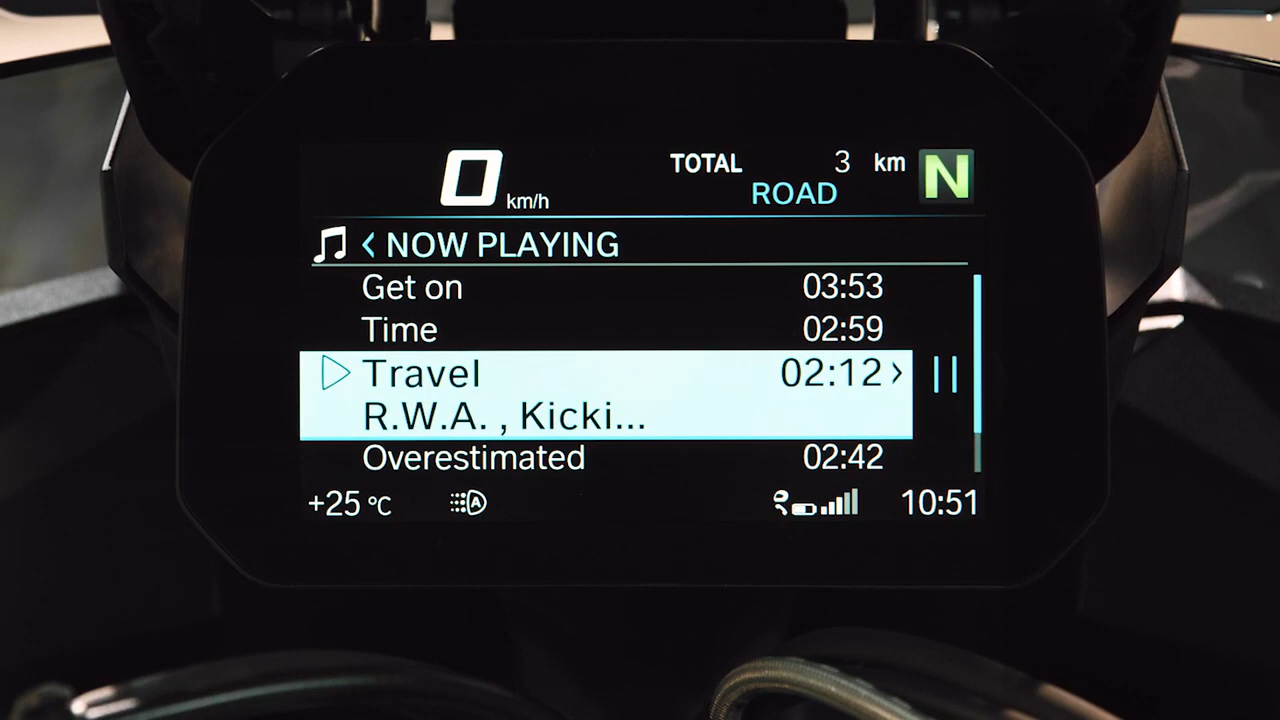 0 km/h TOTAL 3 km N
ROAD
< NOW PLAYING
Get on 03:53
Time 02:59
Travel 02:12 >
R.W.A. , Kicki...
Overestimated 02:42
+25 °C A 10:51